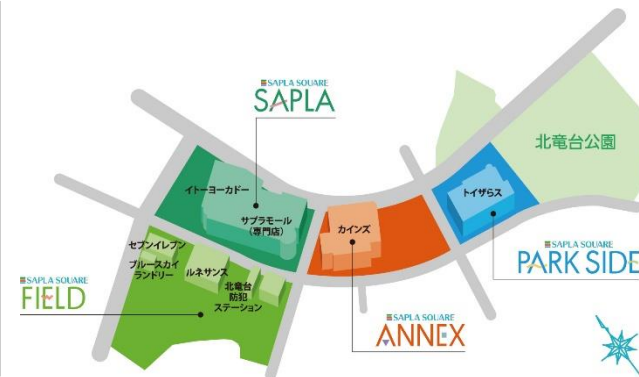 SAPLA SQUARE
SAPLA
北竜台公園
イトーヨーカドー
サプラモール
(専門店)
カインズ
トイザらス
セブンイレブン
ブルースカイ
ランドリー
ルネサンス
北竜台
防犯
ステーション
SAPLA SQUARE
FIELD
SAPLA SQUARE
PARK SIDE
SAPLA SQUARE
ANNEX